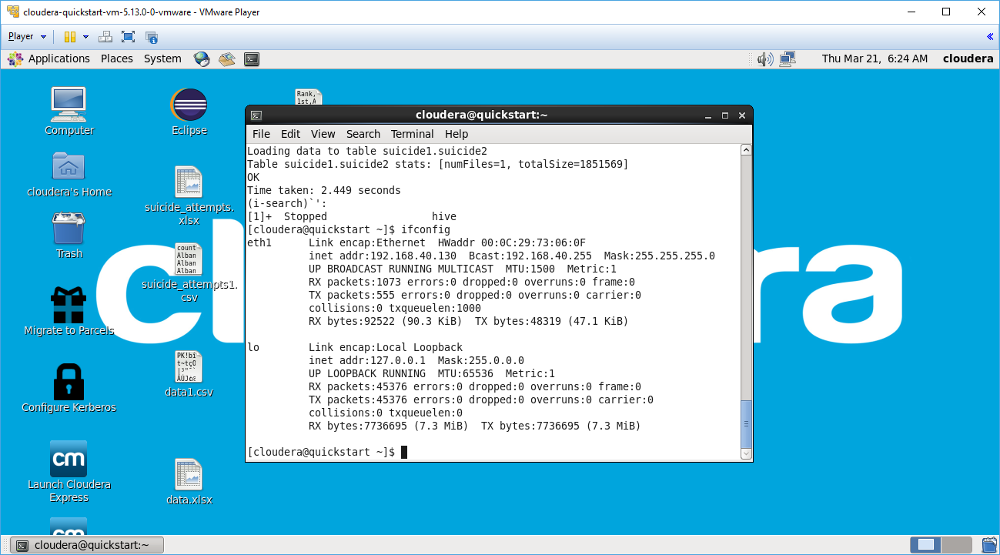 cloudera-quickstart-vm-5.13.0-0-vmware - VMware Player
Player
Applications Places System
Thu Mar 21, 6:24 AM cloudera
Computer
Eclipse
Rank,
1st,A
cloudera's Home
suicide_attempts.
xlsx
Trash
count
Alban
Alban
Alban
suicide_attempts1.
csv
Migrate to Parcels
data1.csv
Configure Kerberos
cm
Launch Cloudera
Express
data.xlsx
cm
cloudera@quickstart:~
File Edit View Search Terminal Help
Loading data to table suicide1.suicide2
Table suicide1.suicide2 stats: [numFiles=1, totalSize=1851569]
OK
Time taken: 2.449 seconds
(i-search)`':
[1]+  Stopped                 hive
[cloudera@quickstart ~]$ ifconfig
eth1      Link encap:Ethernet  HWaddr 00:0C:29:73:06:0F
          inet addr:192.168.40.130  Bcast:192.168.40.255  Mask:255.255.255.0
          UP BROADCAST RUNNING MULTICAST  MTU:1500  Metric:1
          RX packets:1073 errors:0 dropped:0 overruns:0 frame:0
          TX packets:555 errors:0 dropped:0 overruns:0 carrier:0
          collisions:0 txqueuelen:1000
          RX bytes:92522 (90.3 KiB)  TX bytes:48319 (47.1 KiB)
lo        Link encap:Local Loopback
          inet addr:127.0.0.1  Mask:255.0.0.0
          UP LOOPBACK RUNNING  MTU:65536  Metric:1
          RX packets:45376 errors:0 dropped:0 overruns:0 frame:0
          TX packets:45376 errors:0 dropped:0 overruns:0 carrier:0
          collisions:0 txqueuelen:0
          RX bytes:7736695 (7.3 MiB)  TX bytes:7736695 (7.3 MiB)
[cloudera@quickstart ~]$
cloudera@quickstart:~